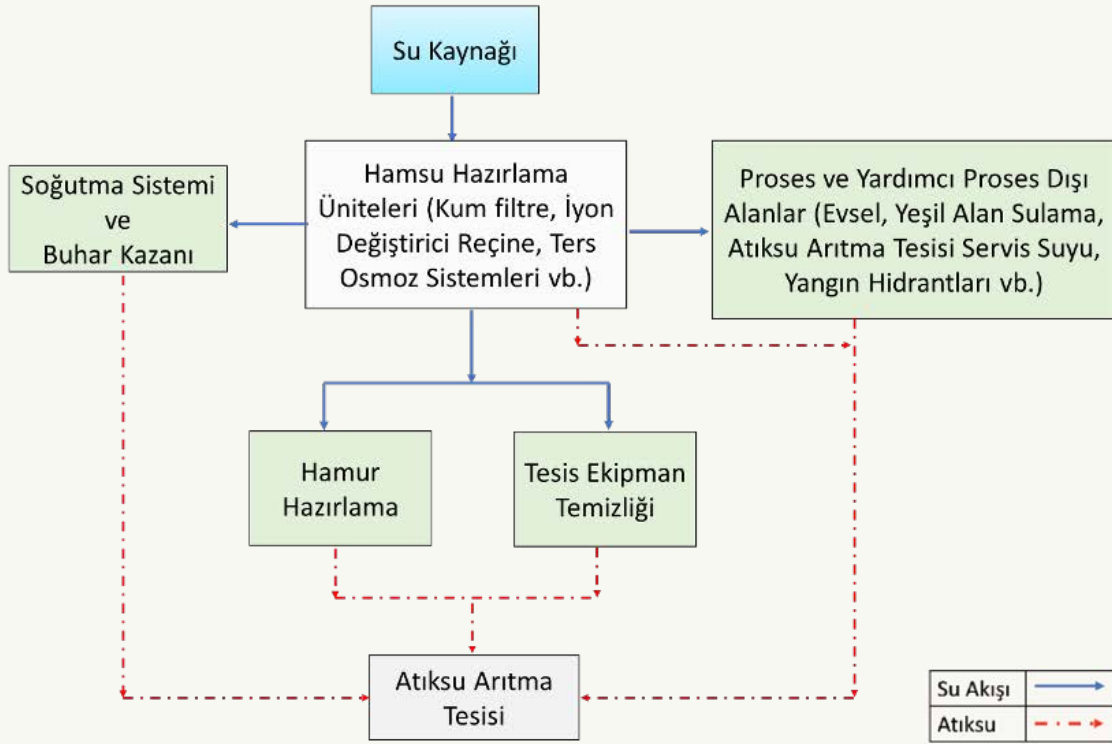 Su Kaynağı
Hamsu Hazırlama
Üniteleri (Kum filtre, İyon
Değiştirici Reçine, Ters
Osmoz Sistemleri vb.)
Soğutma Sistemi
ve
Buhar Kazanı
Proses ve Yardımcı Proses Dışı
Alanlar (Evsel, Yeşil Alan Sulama,
Atıksu Arıtma Tesisi Servis Suyu,
Yangın Hidrantları vb.)
Hamur
Hazırlama
Tesis Ekipman
Temizliği
Atıksu Arıtma
Tesisi
Su Akışı
Atıksu